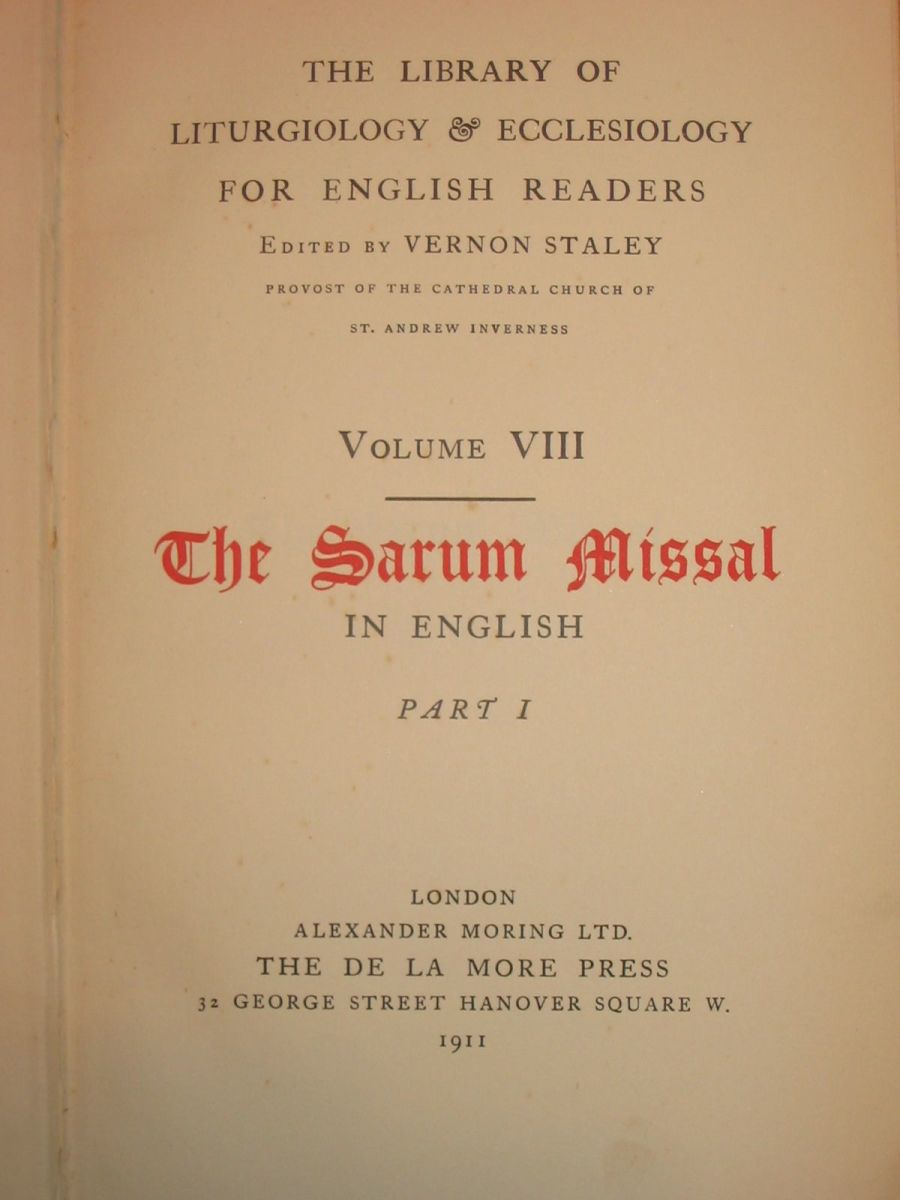 THE LIBRARY OF
LITURGIOLOGY & ECCLESIOLOGY
FOR ENGLISH READERS
EDITED BY VERNON STALEY
PROVOST OF THE CATHEDRAL CHURCH OF
ST. ANDREW INVERNESS
VOLUME VIII
The Sarum Missal
IN ENGLISH
PART I
LONDON
ALEXANDER MORING LTD.
THE DE LA MORE PRESS
32 GEORGE STREET HANOVER SQUARE W.
1911